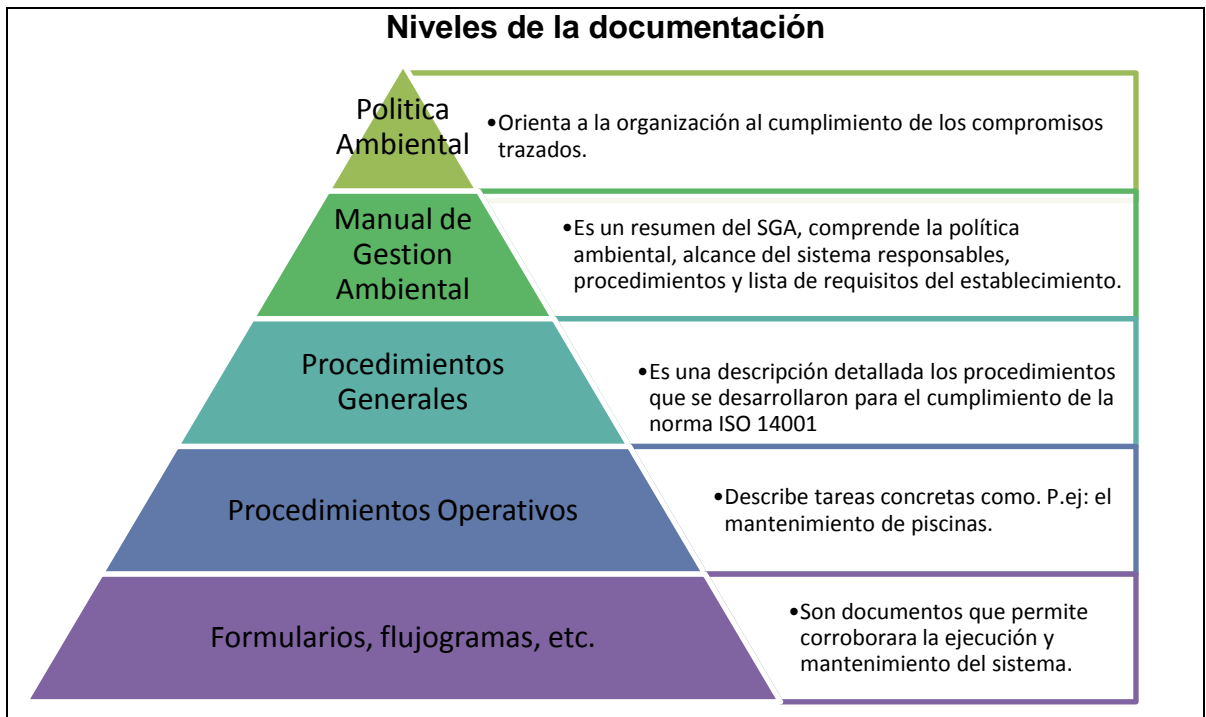 Niveles de la documentación
Politica
Ambiental
•Orienta a la organización al cumplimiento de los compromisos
trazados.
Manual de
Gestion
Ambiental
•Es un resumen del SGA, comprende la política
ambiental, alcance del sistema responsables,
procedimientos y lista de requisitos del establecimiento.
Procedimientos
Generales
•Es una descripción detallada los procedimientos
que se desarrollaron para el cumplimiento de la
norma ISO 14001
Procedimientos Operativos
•Describe tareas concretas como. P.ej: el
mantenimiento de piscinas.
Formularios, flujogramas, etc.
•Son documentos que permite
corroborara la ejecución y
mantenimiento del sistema.